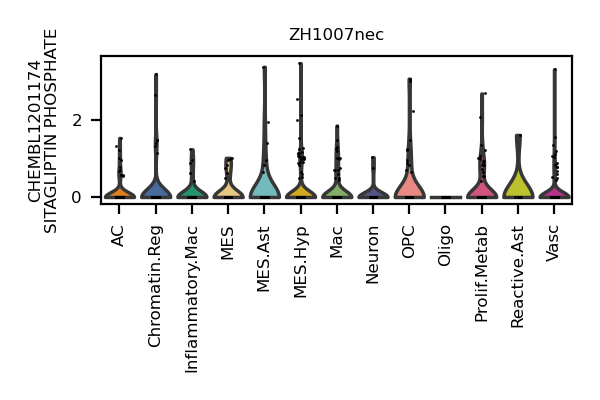 ZH1007nec
CHEMBL1201174
SITAGLIPTIN PHOSPHATE
2
0
AC
Chromatin.Reg
Inflammatory.Mac
MES
MES.Ast
MES.Hyp
Mac
Neuron
OPC
Oligo
Prolif.Metab
Reactive.Ast
Vasc